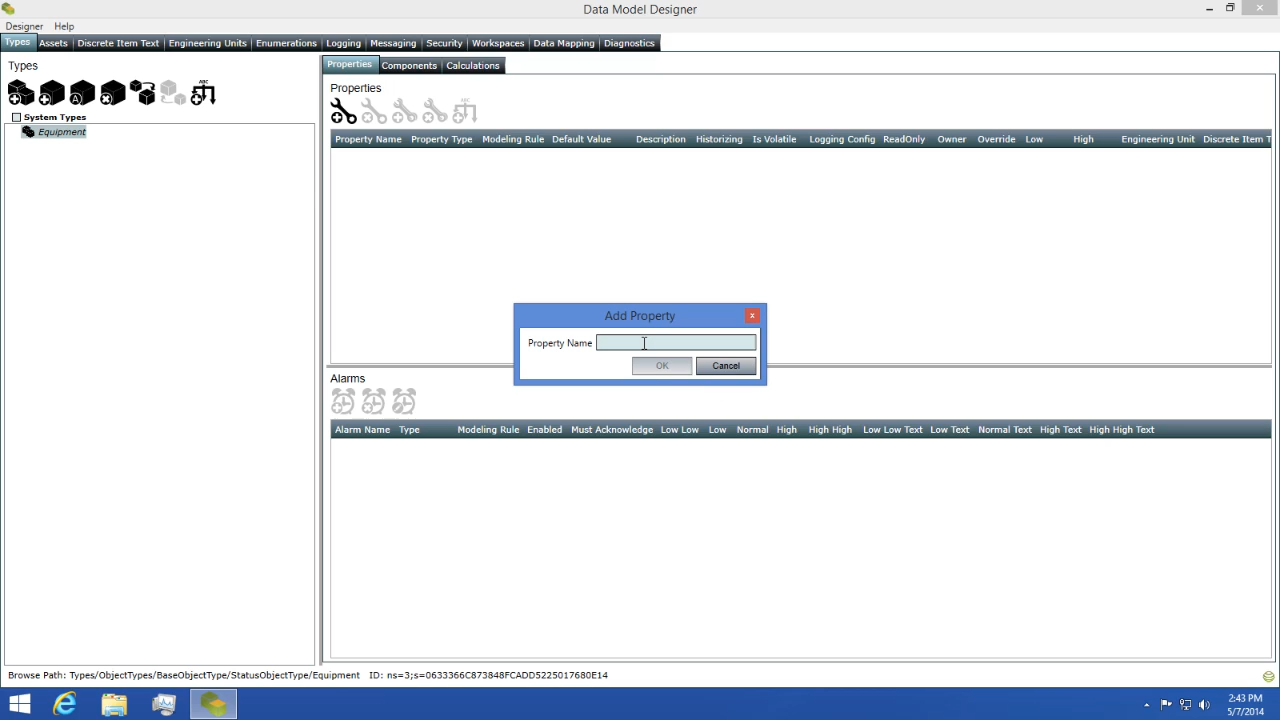 Data Model Designer
Designer Help
Types Assets Discrete Item Text Engineering Units Enumerations Logging Messaging Security Workspaces Data Mapping Diagnostics
Types
ABC
System Types
Equipment
Properties Components Calculations
Properties
Property Name Property Type Modeling Rule Default Value Description Historizing Is Volatile Logging Config ReadOnly Owner Override Low High Engineering Unit Discrete Item T
Add Property
Property Name
OK Cancel
Alarms
Alarm Name Type Modeling Rule Enabled Must Acknowledge Low Low Low Normal High High High Low Low Text Low Text Normal Text High Text High High Text
Browse Path: Types/ObjectTypes/BaseObjectType/StatusObjectType/Equipment ID: ns=3;s=0633366C873848FCADD5225017680E14
2:43 PM
5/7/2014